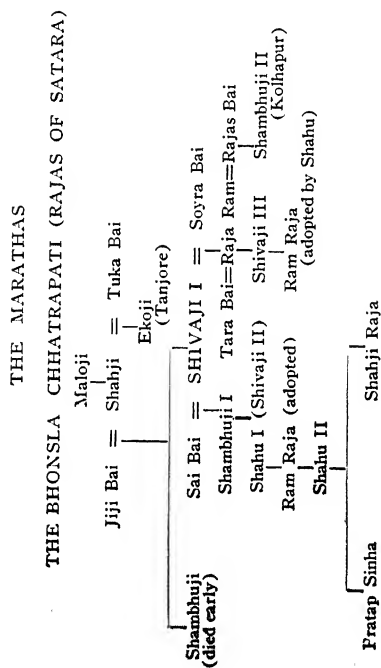 THE MARATHAS
THE BHONSLA CHHATRAPATI (RAJAS OF SATARA)
Maloji
Jiji Bai = Shahji = Tuka Bai
Ekoji
(Tanjore)
Shambhuji
(died early)
Sai Bai = SHIVAJI I = Soyra Bai
Shambhuji I Tara Bai=Raja Ram=Rajas Bai
Shahu I (Shivaji II) Shivaji III Shambhuji II
(Kolhapur)
Ram Raja (adopted) Ram Raja
(adopted by Shahu)
Shahu II
Pratap Sinha Shahji Raja